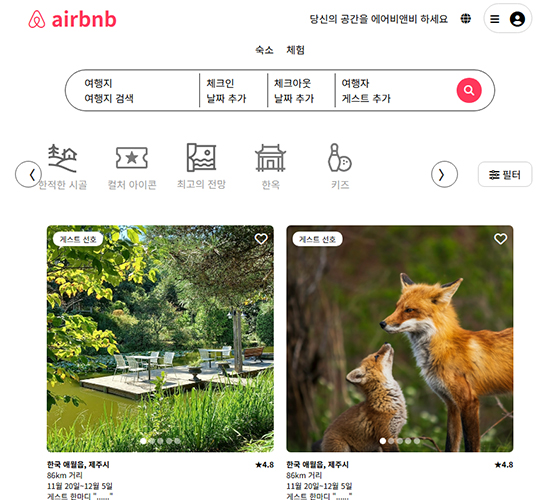 airbnb
당신의 공간을 에어비앤비 하세요
숙소 체험
여행지 체크인 체크아웃 여행자
여행지 검색 날짜 추가 날짜 추가 게스트 추가
한적한 시골 컬처 아이콘 최고의 전망 한옥 키즈 필터
게스트 선호
게스트 선호
한국 애월읍, 제주시 ★4.8
86km 거리
11월 20일~12월 5일
게스트 한마디 "......"
한국 애월읍, 제주시 ★4.8
86km 거리
11월 20일~12월 5일
게스트 한마디 "......"